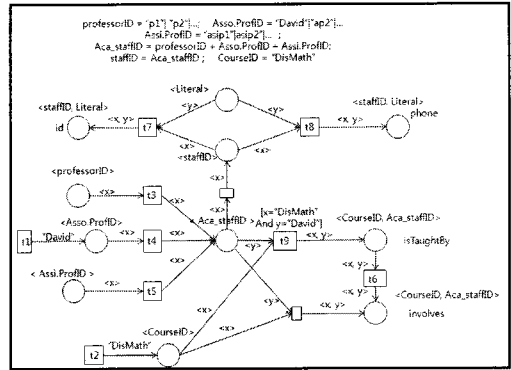 professorID = "p1"| "p2"|...; Asso.ProfID = "David"|"ap2"|...
Assi.ProfID = "asip1"|asip2"|... ;
Aca_staffID = professorID + Asso.ProfID + Assi.ProfID;
staffID = Aca_staffID ; CourseID = "DisMath"
<Literal>
<staffID, Literal> <y> <y> <staffID, Literal>
id <x, y> t7 t8 <x, y> phone
<x> <staffID> <x>
<x>
<professorID>
<x> t3 <x> <x>
Aca_staffID > [x="DisMath"
And y="David"] <CourseID, Aca_staffID>
<Asso.ProfID>
t1 "David" <x> t4 <x> <y> t9 <x, y> isTaughtBy
< Assi.ProfID > <x, y>
<x> t5 <x> t6
<x> <y> <x, y> <CourseID, Aca_staffID>
<CourseID> <x> <x, y> involves
t2 "DisMath"